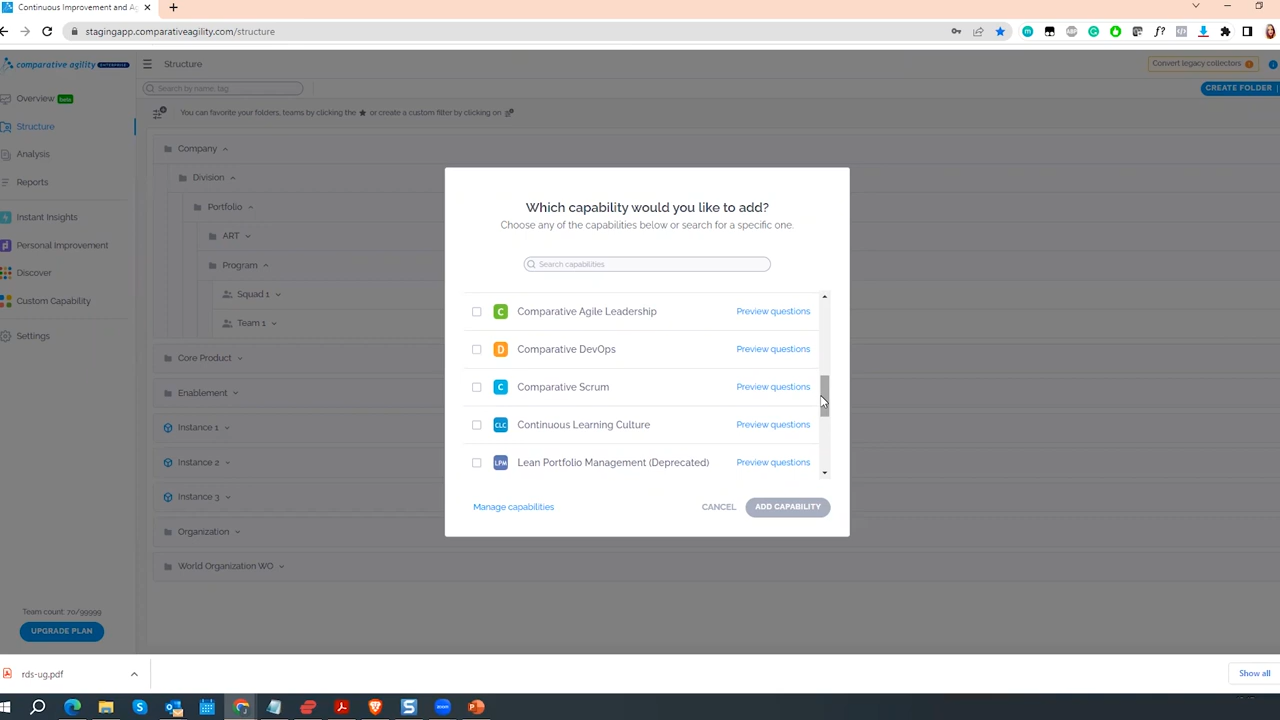 Continuous Improvement and Ag
stagingapp.comparativeagility.com/structure
comparative agility ENTERPRISE
Structure
Convert legacy collectors
Search by name, tag
CREATE FOLDER
Overview beta
You can favorite your folders, teams by clicking the or create a custom filter by clicking on
Structure
Analysis
Reports
Instant Insights
Personal Improvement
Discover
Custom Capability
Settings
Company
Division
Portfolio
ART
Program
Squad 1
Team 1
Core Product
Enablement
Instance 1
Instance 2
Instance 3
Organization
World Organization WO
Which capability would you like to add?
Choose any of the capabilities below or search for a specific one.
Search capabilities
C Comparative Agile Leadership Preview questions
D Comparative DevOps Preview questions
C Comparative Scrum Preview questions
CLC Continuous Learning Culture Preview questions
LPM Lean Portfolio Management (Deprecated) Preview questions
Manage capabilities CANCEL ADD CAPABILITY
Team count: 70/99999
UPGRADE PLAN
rds-ug.pdf
Show all